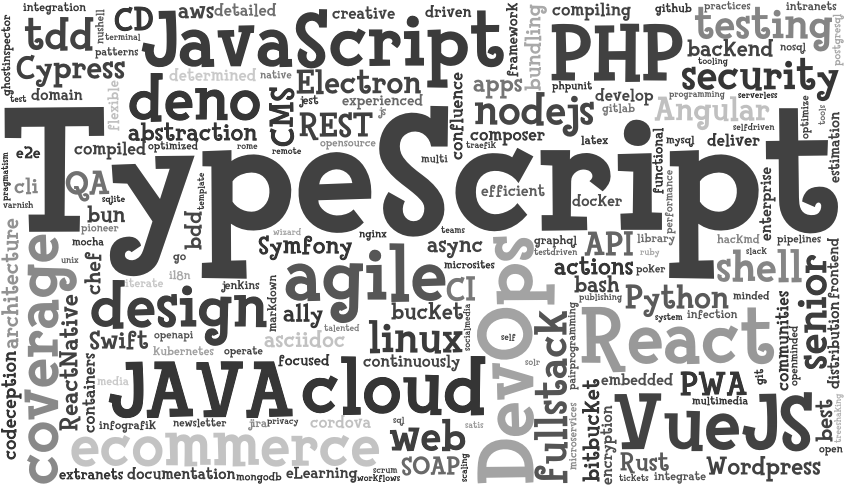 integration
CD
aws
detailed
creative
driven
framework
bundling
compiling
github
practices
intranets
ghostinspector
tdd
nushell
terminal
JavaScript
PHP
testing
postgresql
patterns
Cypress
determined
native
Electron
apps
phpunit
backend
nosql
tooling
security
test
domain
flexible
deno
CMS
jest
experienced
js
confluence
nodejs
develop
gitlab
programming
serverless
Angular
selfdriven
optimize
tools
estimation
abstraction
REST
opensource
composer
traefik
latex
mysql
deliver
e2e
compiled
optimized
rome
remote
multi
functional
TypeScript
pragmatism
varnish
cli
QA
sqlite
bun
pioneer
bdd
template
efficient
docker
performance
enterprise
architecture
coverage
mocha
unix
chef
go
i18n
iterate
wizard
Symfony
nginx
teams
async
microsites
DevOps
graphql
testdriven
API
library
ruby
hackmd
slack
pipelines
actions
poker
shell
bash
publishing
senior
frontend
distribution
jenkins
markdown
agile
CI
design
ally
talented
bucket
socialmedia
linux
self
Python
minded
system
infection
communities
openminded
ReactNative
Swift
openapi
kubernetes
operate
asciidoc
focused
continuously
solr
fullstack
pairprogramming
React
git
codeception
containers
media
JAVA
cloud
embedded
PWA
multimedia
VueJS
best
treeshaking
open
infografik
newsletter
jira
privacy
cordova
sql
web
satis
microservices
bitbucket
encryption
ecommerce
SOAP
scaling
Rust
tickets
integrate
Wordpress
extranets
documentation
mongodb
eLearning
scrum
workflows